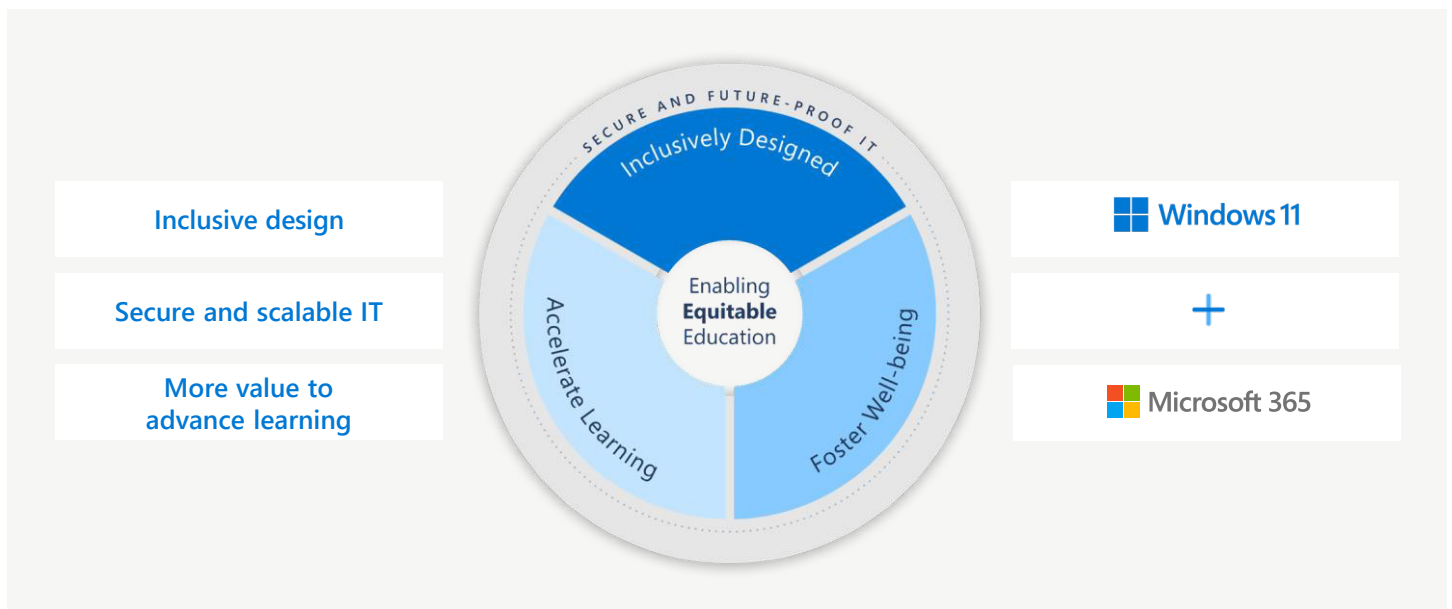 Inclusive design
Secure and scalable IT
More value to
advance learning
SECURE AND FUTURE-PROOF IT
Inclusively Designed
Accelerate Learning
Foster Well-being
Enabling
Equitable
Education
Windows 11
+
Microsoft 365